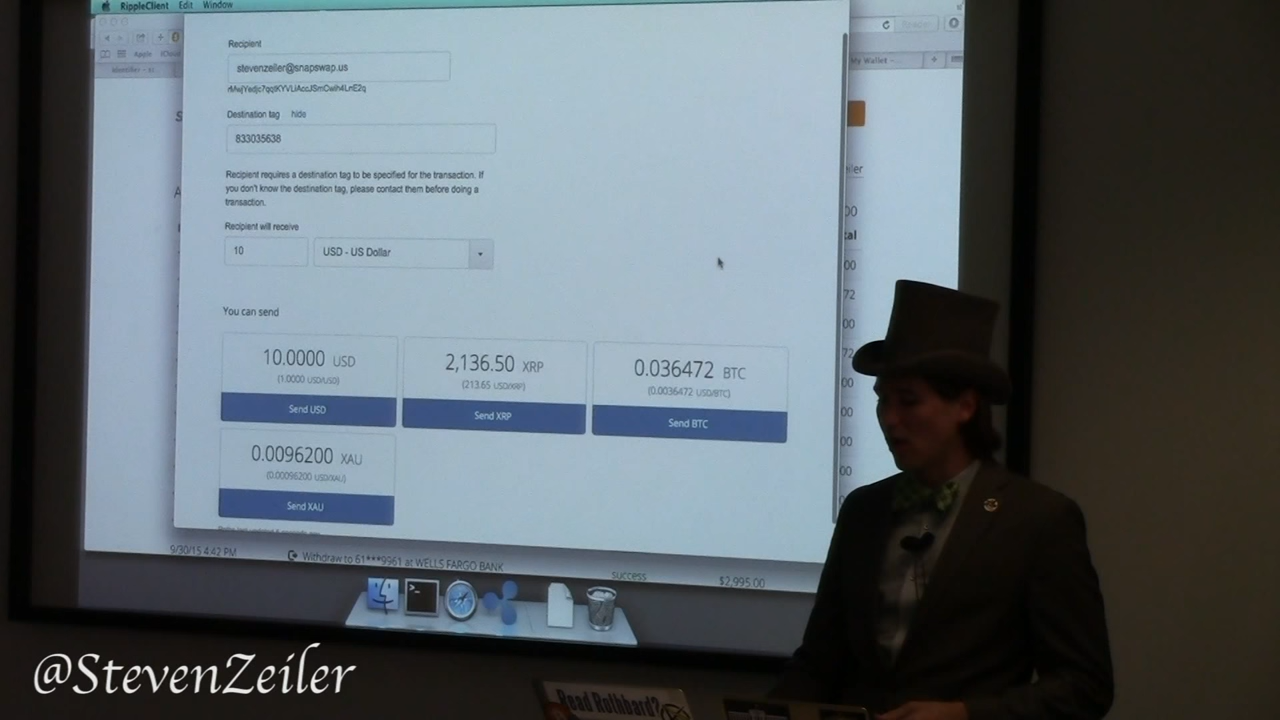 RippleClient Edit Window
Reader
Apple iCloud
My Wallet –
Recipient
stevenzeiler@snapswap.us
Destination tag hide
833035638
Recipient requires a destination tag to be specified for the transaction. If
you don't know the destination tag, please contact them before doing a
transaction.
Recipient will receive
10 USD - US Dollar
You can send
10.0000 USD
(1.0000 USD/USD)
Send USD
2,136.50 XRP
(213.65 USD/XRP)
Send XRP
0.036472 BTC
(0.0036472 USD/BTC)
Send BTC
0.0096200 XAU
(0.00096200 USD/XAU)
Send XAU
9/30/15 4:42 PM Withdraw to 61***9961 at WELLS FARGO BANK success $2,995.00
@StevenZeiler
Read Rothbard?